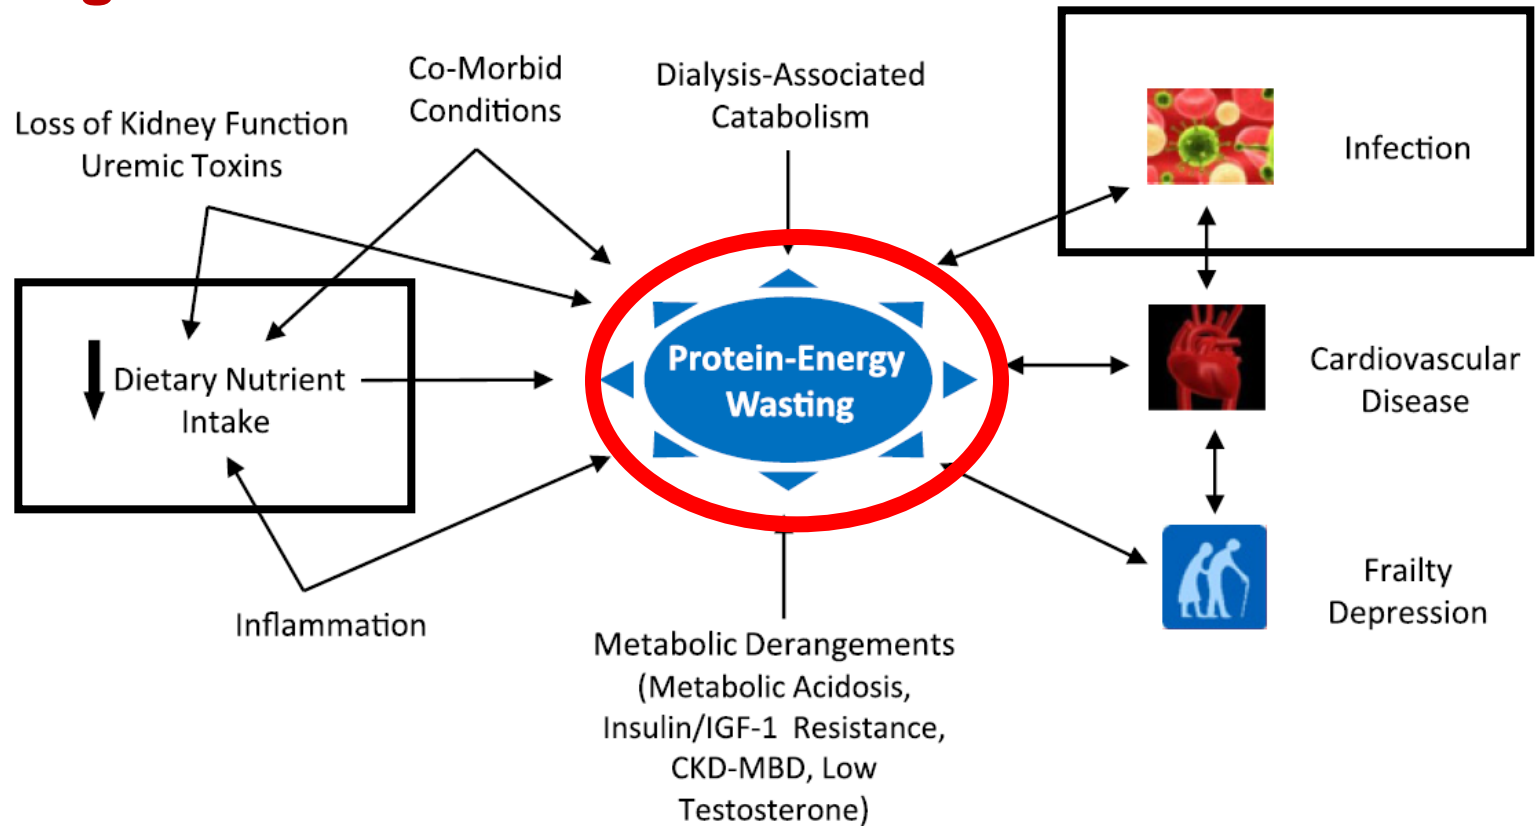 Co-Morbid
Conditions
Dialysis-Associated
Catabolism
Loss of Kidney Function
Uremic Toxins
Infection
Dietary Nutrient
Intake
Protein-Energy
Wasting
Cardiovascular
Disease
Inflammation
Frailty
Depression
Metabolic Derangements
(Metabolic Acidosis,
Insulin/IGF-1 Resistance,
CKD-MBD, Low
Testosterone)